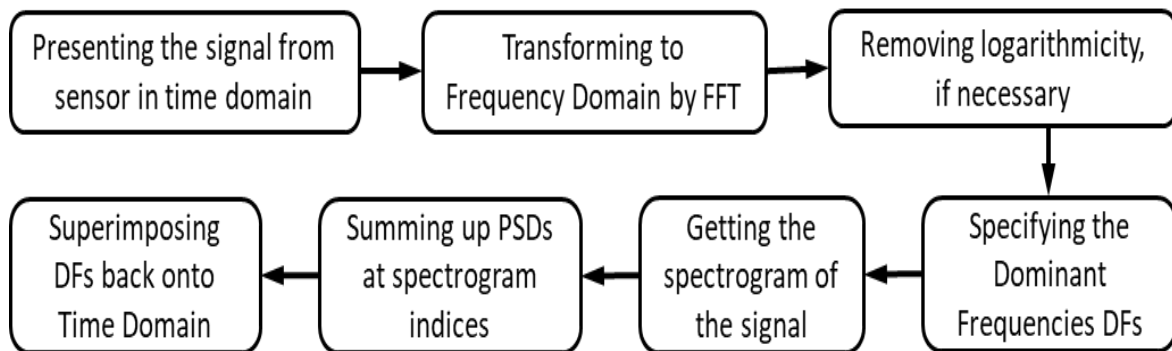 Presenting the signal from
sensor in time domain
Transforming to
Frequency Domain by FFT
Removing logarithmicity,
if necessary
Specifying the
Dominant
Frequencies DFs
Getting the
spectrogram of
the signal
Summing up PSDs
at spectrogram
indices
Superimposing
DFs back onto
Time Domain